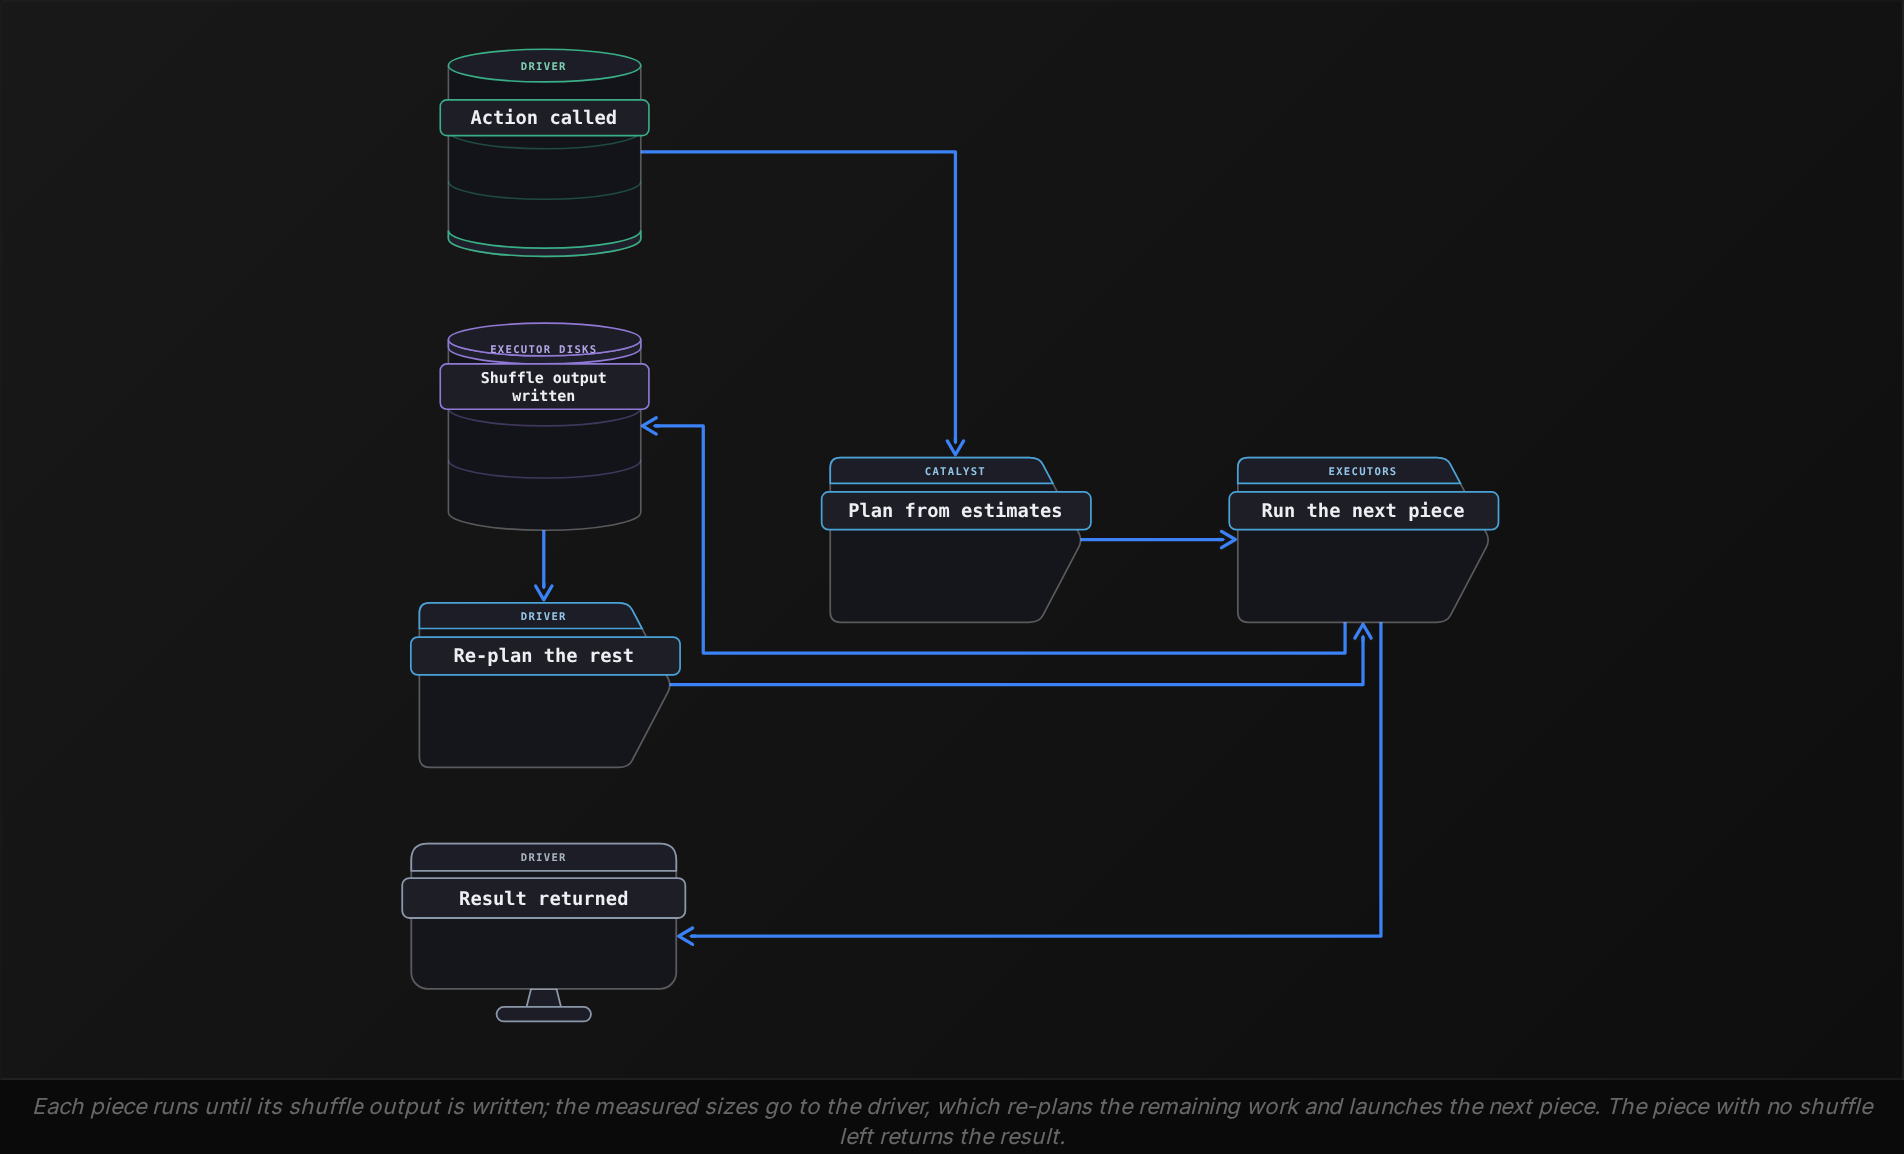 DRIVER
Action called
EXECUTOR DISKS
Shuffle output
written
CATALYST
Plan from estimates
EXECUTORS
Run the next piece
DRIVER
Re-plan the rest
DRIVER
Result returned
Each piece runs until its shuffle output is written; the measured sizes go to the driver, which re-plans the remaining work and launches the next piece. The piece with no shuffle
left returns the result.